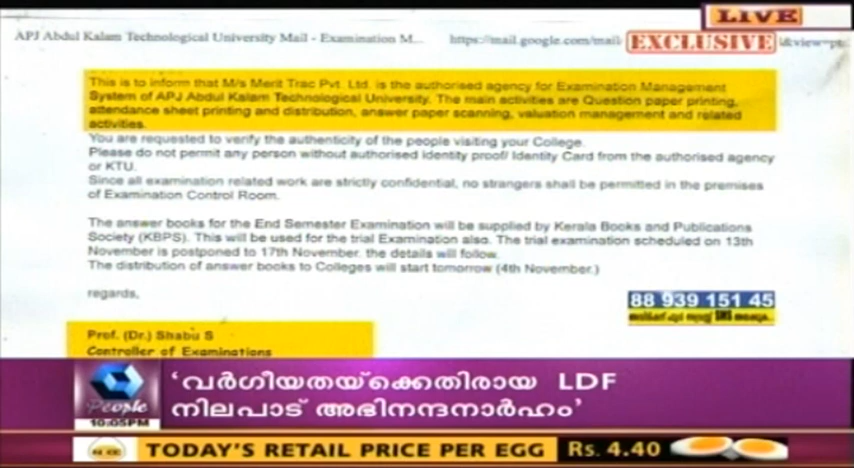 LIVE
APJ Abdul Kalam Technological University Mail - Examination M... https://mail.google.com/mail
EXCLUSIVE
This is to inform that M/s Merit Trac Pvt. Ltd. is the authorised agency for Examination Management
System of APJ Abdul Kalam Technological University. The main activities are Question paper printing,
attendance sheet printing and distribution, answer paper scanning, valuation management and related
activities.
You are requested to verify the authenticity of the people visiting your College.
Please do not permit any person without authorised identity proof/ Identity Card from the authorised agency
or KTU.
Since all examination related work are strictly confidential, no strangers shall be permitted in the premises
of Examination Control Room.
The answer books for the End Semester Examination will be supplied by Kerala Books and Publications
Society (KBPS). This will be used for the trial Examination also. The trial examination scheduled on 13th
November is postponed to 17th November. the details will follow.
The distribution of answer books to Colleges will start tomorrow (4th November.)
regards,
88 939 151 45
SMS
Prof. (Dr.) Shabu S
Controller of Examinations
People
10:05PM
‘വർഗീയതയ്ക്കെതിരായ LDF
നിലപാട് അഭിനന്ദനാർഹം’
TODAY'S RETAIL PRICE PER EGG Rs. 4.40